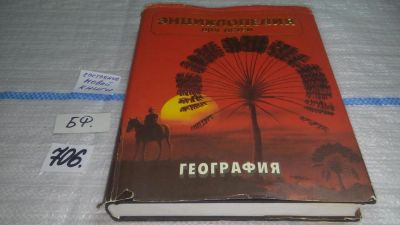 ЭНЦИКЛОПЕДИЯ
ДЛЯ ДЕТЕЙ
ГЕОГРАФИЯ
состояние
новой
книги
БФ.
706.